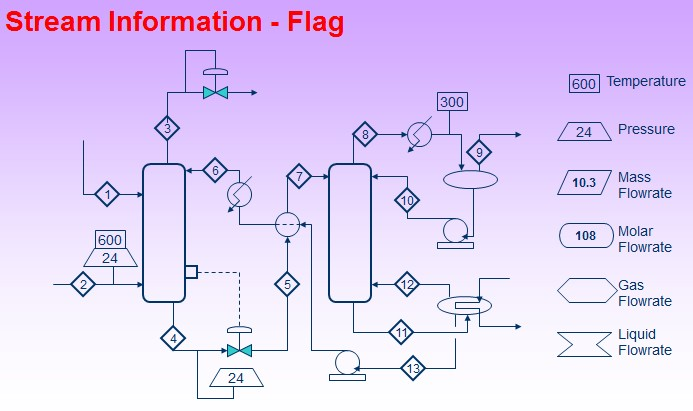 Stream Information - Flag
600 Temperature
300
24 Pressure
3
8
9
1
6
7
10.3 Mass
Flowrate
10
108 Molar
Flowrate
600
24
2
5
12
Gas
Flowrate
4
11
Liquid
Flowrate
13
24